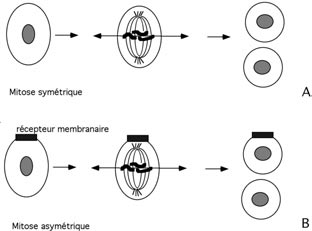 A
Mitose symétrique
récepteur membranaire
B
Mitose asymétrique